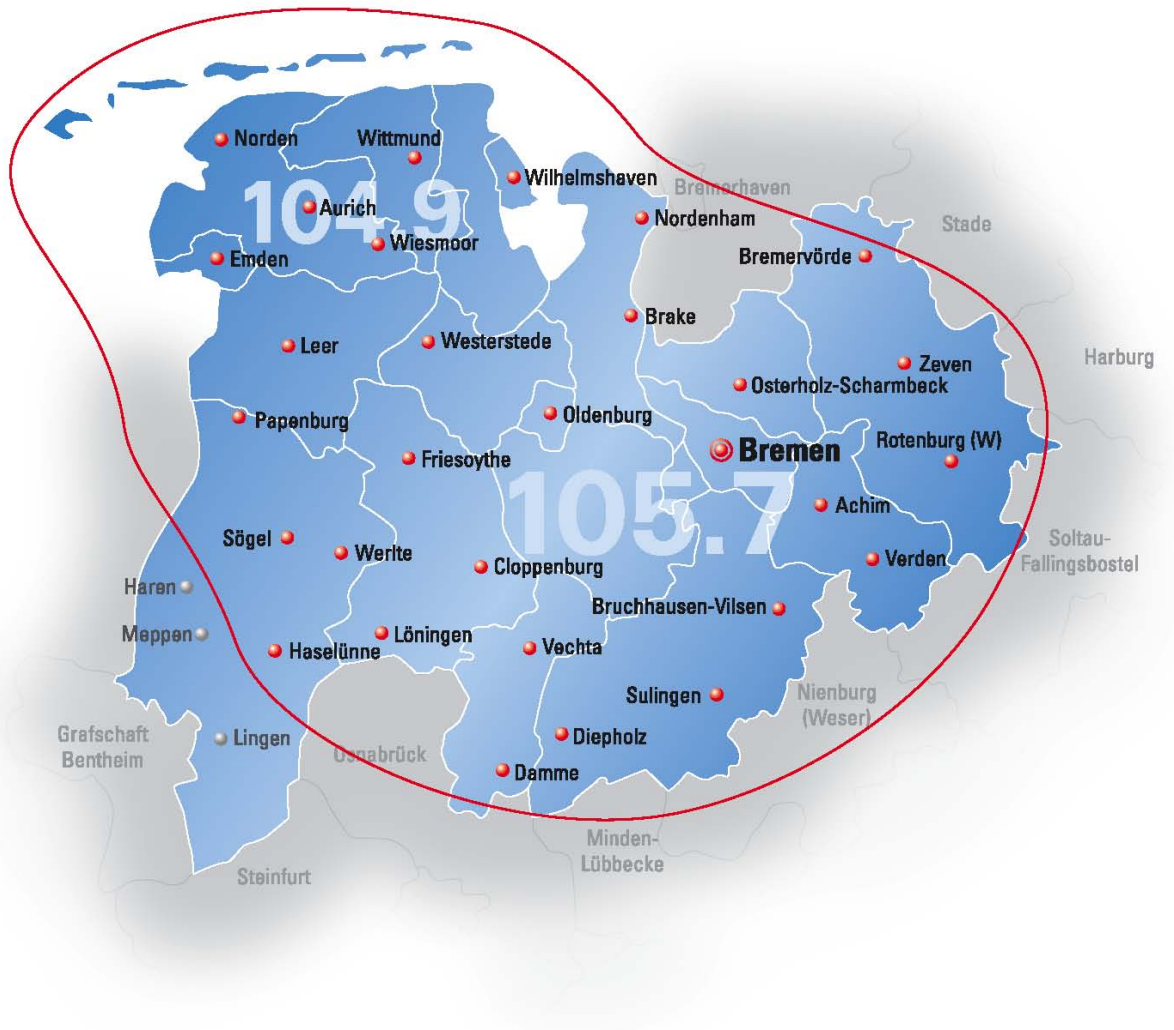 Norden
Wittmund
Wilhelmshaven
Bremerhaven
104.9
Aurich
Nordenham
Stade
Wiesmoor
Emden
Bremervörde
Brake
Leer
Westerstede
Zeven
Harburg
Osterholz-Scharmbeck
Papenburg
Oldenburg
Rotenburg (W)
Bremen
Friesoythe
105.7
Achim
Sögel
Werlte
Soltau-
Fallingsbostel
Verden
Cloppenburg
Haren
Bruchhausen-Vilsen
Meppen
Löningen
Haselünne
Vechta
Sulingen
Nienburg
(Weser)
Grafschaft
Bentheim
Lingen
Diepholz
Osnabrück
Damme
Minden-
Lübbecke
Steinfurt